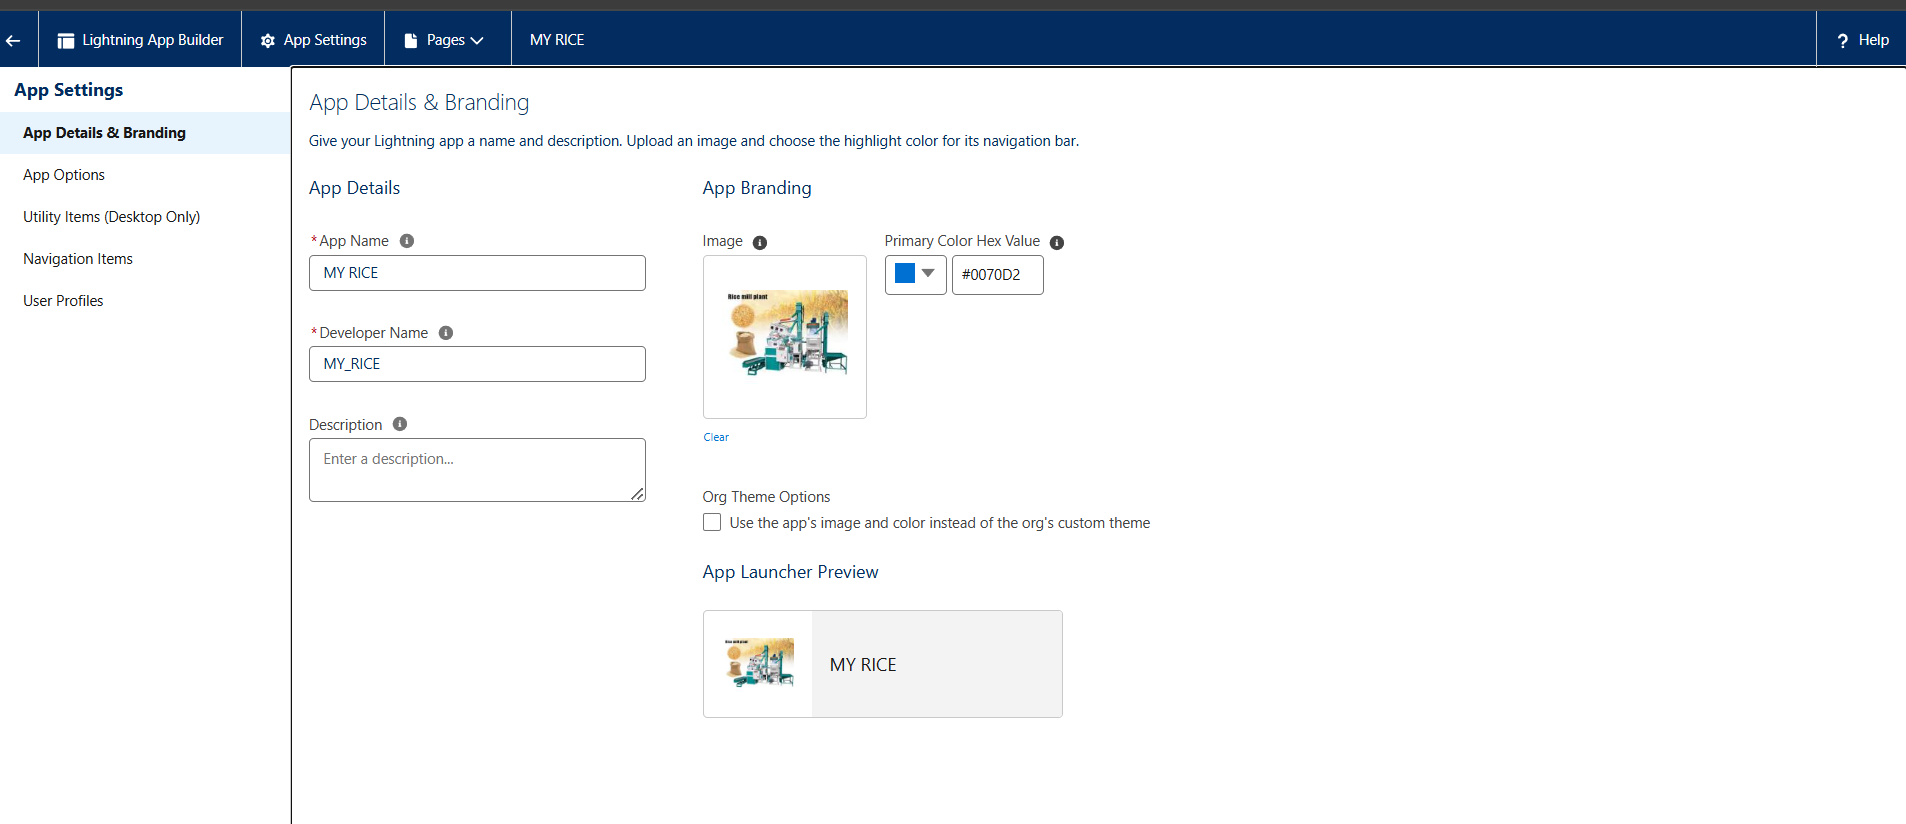 Lightning App Builder
App Settings
Pages
MY RICE
? Help
App Settings
App Details & Branding
App Options
Utility Items (Desktop Only)
Navigation Items
User Profiles
App Details & Branding
Give your Lightning app a name and description. Upload an image and choose the highlight color for its navigation bar.
App Details
* App Name
MY RICE
* Developer Name
MY_RICE
Description
Enter a description...
App Branding
Image
Rice mill plant
Clear
Primary Color Hex Value
#0070D2
Org Theme Options
Use the app's image and color instead of the org's custom theme
App Launcher Preview
Rice mill plant
MY RICE